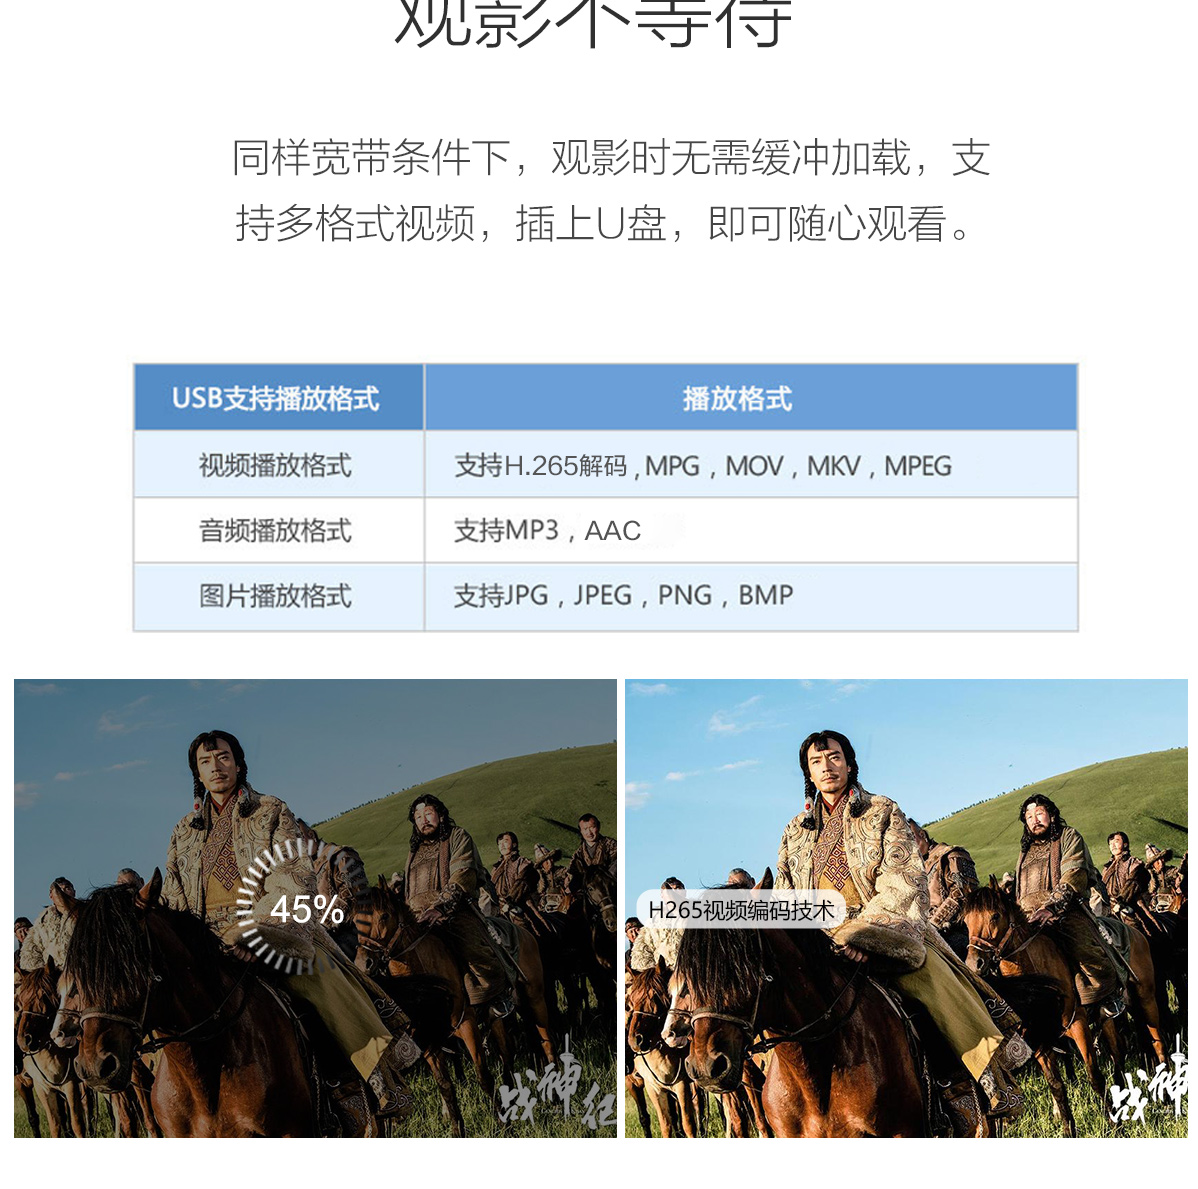 观影不等待
同样宽带条件下，观影时无需缓冲加载，支
持多格式视频，插上U盘，即可随心观看。
USB支持播放格式 播放格式
视频播放格式 支持H.265解码 , MPG , MOV , MKV , MPEG
音频播放格式 支持MP3 , AAC
图片播放格式 支持JPG , JPEG , PNG , BMP
45%
H265视频编码技术
战神纪
战神